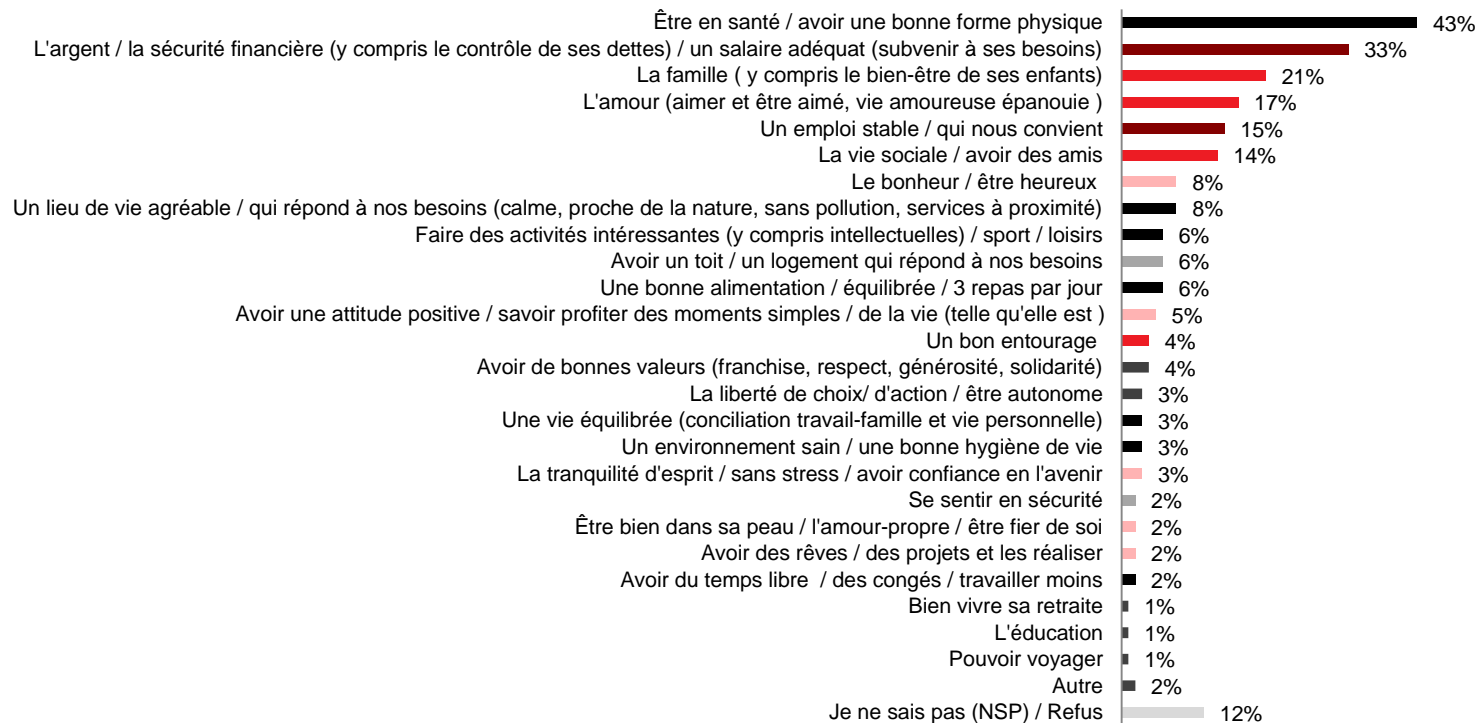 Être en santé / avoir une bonne forme physique 43%
L'argent / la sécurité financière (y compris le contrôle de ses dettes) / un salaire adéquat (subvenir à ses besoins) 33%
La famille ( y compris le bien-être de ses enfants) 21%
L'amour (aimer et être aimé, vie amoureuse épanouie ) 17%
Un emploi stable / qui nous convient 15%
La vie sociale / avoir des amis 14%
Le bonheur / être heureux 8%
Un lieu de vie agréable / qui répond à nos besoins (calme, proche de la nature, sans pollution, services à proximité) 8%
Faire des activités intéressantes (y compris intellectuelles) / sport / loisirs 6%
Avoir un toit / un logement qui répond à nos besoins 6%
Une bonne alimentation / équilibrée / 3 repas par jour 6%
Avoir une attitude positive / savoir profiter des moments simples / de la vie (telle qu'elle est ) 5%
Un bon entourage 4%
Avoir de bonnes valeurs (franchise, respect, générosité, solidarité) 4%
La liberté de choix/ d'action / être autonome 3%
Une vie équilibrée (conciliation travail-famille et vie personnelle) 3%
Un environnement sain / une bonne hygiène de vie 3%
La tranquilité d'esprit / sans stress / avoir confiance en l'avenir 3%
Se sentir en sécurité 2%
Être bien dans sa peau / l'amour-propre / être fier de soi 2%
Avoir des rêves / des projets et les réaliser 2%
Avoir du temps libre / des congés / travailler moins 2%
Bien vivre sa retraite 1%
L'éducation 1%
Pouvoir voyager 1%
Autre 2%
Je ne sais pas (NSP) / Refus 12%